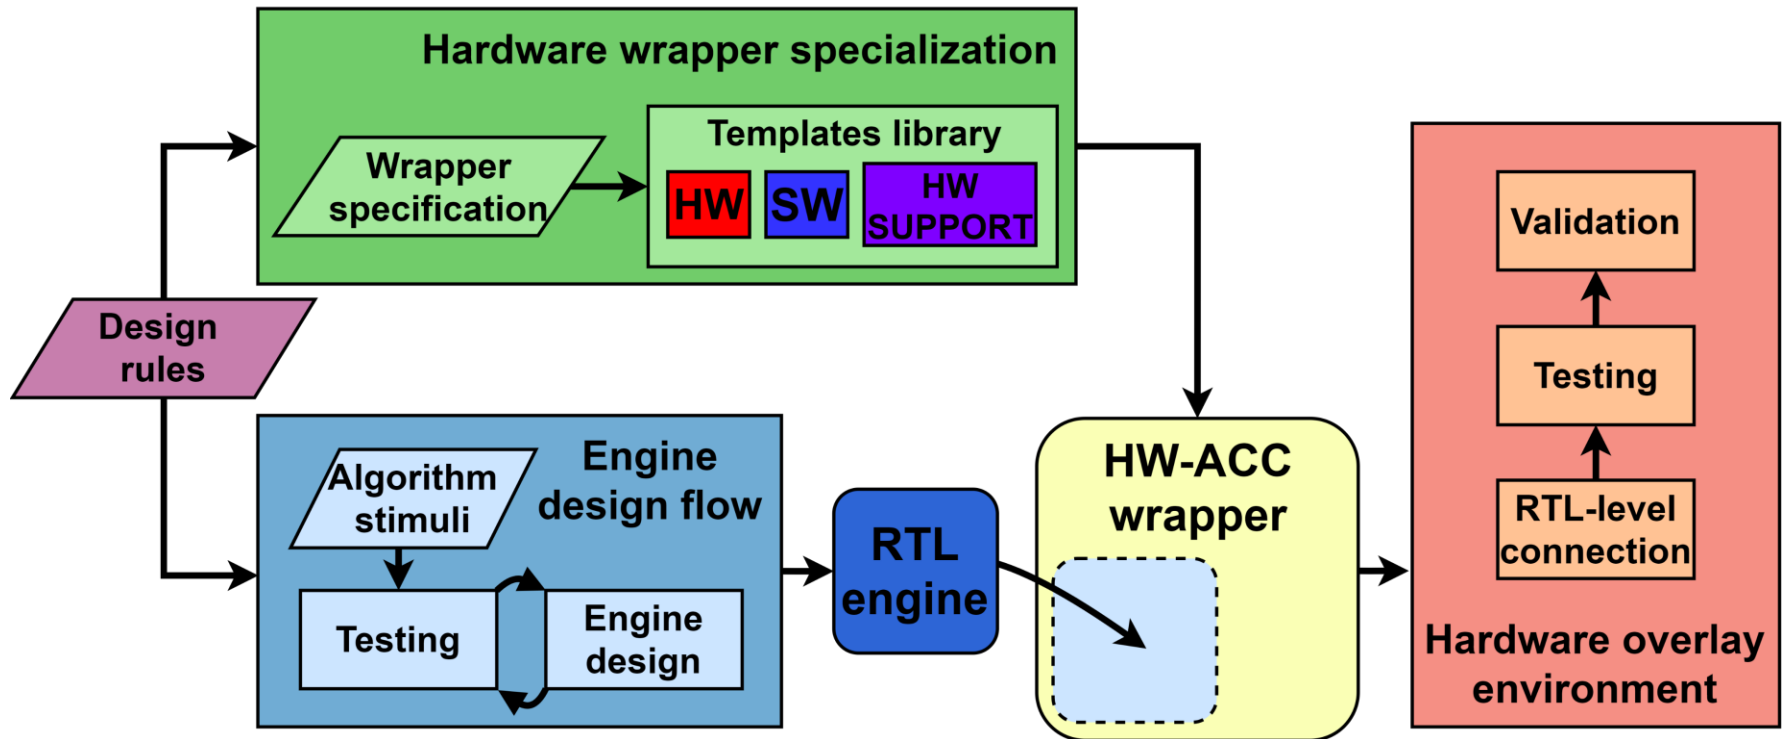 Hardware wrapper specialization
Wrapper
specification
Templates library
HW
SW
HW
SUPPORT
Design
rules
Engine
design flow
Algorithm
stimuli
Testing
Engine
design
RTL
engine
HW-ACC
wrapper
Validation
Testing
RTL-level
connection
Hardware overlay
environment